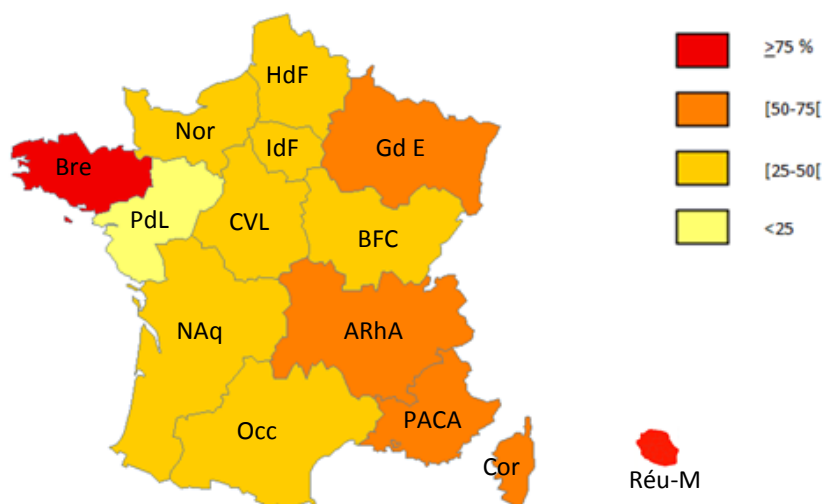 HdF
≥75 %
[50-75[
Nor
IdF
Gd E
Bre
[25-50[
PdL
CVL
BFC
<25
NAq
ARhA
Occ
PACA
Cor
Réu-M